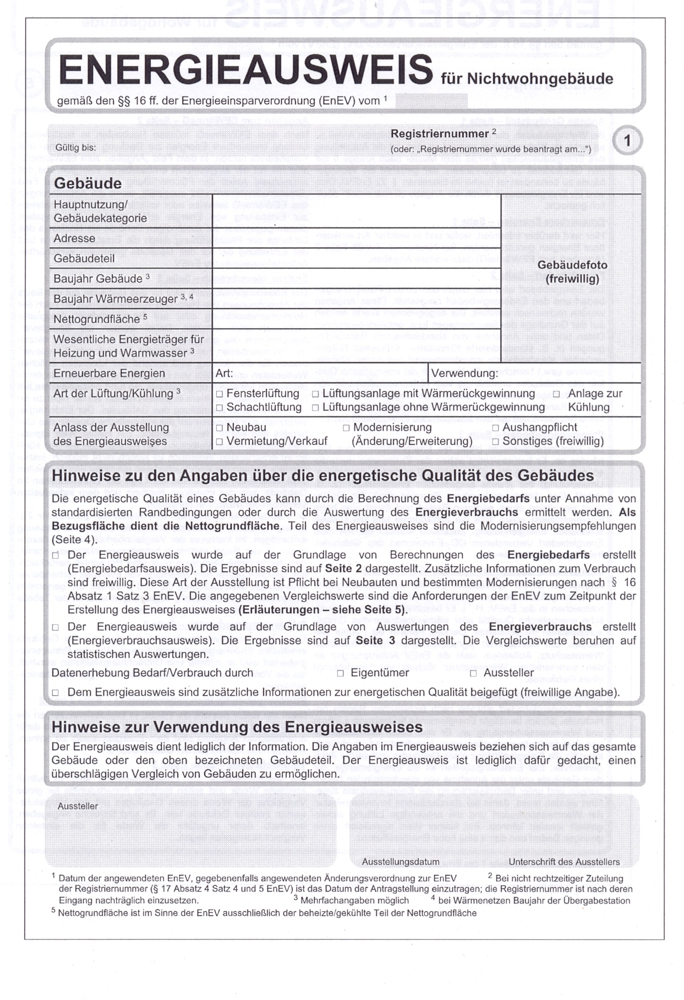 ENERGIEAUSWEIS für Nichtwohngebäude
gemäß den §§ 16 ff. der Energieeinsparverordnung (EnEV) vom ¹
Registriernummer ²
Gültig bis:
(oder: „Registriernummer wurde beantragt am...“)
1
Gebäude
Hauptnutzung/
Gebäudekategorie
Adresse
Gebäudeteil
Baujahr Gebäude ³
Baujahr Wärmeerzeuger ³, ⁴
Nettogrundfläche ⁵
Wesentliche Energieträger für
Heizung und Warmwasser ³
Gebäudefoto
(freiwillig)
Erneuerbare Energien Art: Verwendung:
Art der Lüftung/Kühlung ³ □ Fensterlüftung □ Lüftungsanlage mit Wärmerückgewinnung □ Anlage zur
□ Schachtlüftung □ Lüftungsanlage ohne Wärmerückgewinnung Kühlung
Anlass der Ausstellung □ Neubau □ Modernisierung □ Aushangpflicht
des Energieausweises □ Vermietung/Verkauf (Änderung/Erweiterung) □ Sonstiges (freiwillig)
Hinweise zu den Angaben über die energetische Qualität des Gebäudes
Die energetische Qualität eines Gebäudes kann durch die Berechnung des Energiebedarfs unter Annahme von
standardisierten Randbedingungen oder durch die Auswertung des Energieverbrauchs ermittelt werden. Als
Bezugsfläche dient die Nettogrundfläche. Teil des Energieausweises sind die Modernisierungsempfehlungen
(Seite 4).
□ Der Energieausweis wurde auf der Grundlage von Berechnungen des Energiebedarfs erstellt
(Energiebedarfsausweis). Die Ergebnisse sind auf Seite 2 dargestellt. Zusätzliche Informationen zum Verbrauch
sind freiwillig. Diese Art der Ausstellung ist Pflicht bei Neubauten und bestimmten Modernisierungen nach § 16
Absatz 1 Satz 3 EnEV. Die angegebenen Vergleichswerte sind die Anforderungen der EnEV zum Zeitpunkt der
Erstellung des Energieausweises (Erläuterungen – siehe Seite 5).
□ Der Energieausweis wurde auf der Grundlage von Auswertungen des Energieverbrauchs erstellt
(Energieverbrauchsausweis). Die Ergebnisse sind auf Seite 3 dargestellt. Die Vergleichswerte beruhen auf
statistischen Auswertungen.
Datenerhebung Bedarf/Verbrauch durch □ Eigentümer □ Aussteller
□ Dem Energieausweis sind zusätzliche Informationen zur energetischen Qualität beigefügt (freiwillige Angabe).
Hinweise zur Verwendung des Energieausweises
Der Energieausweis dient lediglich der Information. Die Angaben im Energieausweis beziehen sich auf das gesamte
Gebäude oder den oben bezeichneten Gebäudeteil. Der Energieausweis ist lediglich dafür gedacht, einen
überschlägigen Vergleich von Gebäuden zu ermöglichen.
Aussteller
Ausstellungsdatum Unterschrift des Ausstellers
¹ Datum der angewendeten EnEV, gegebenenfalls angewendeten Änderungsverordnung zur EnEV ² Bei nicht rechtzeitiger Zuteilung
der Registriernummer (§ 17 Absatz 4 Satz 4 und 5 EnEV) ist das Datum der Antragstellung einzutragen; die Registriernummer ist nach deren
Eingang nachträglich einzusetzen. ³ Mehrfachangaben möglich ⁴ bei Wärmenetzen Baujahr der Übergabestation
⁵ Nettogrundfläche ist im Sinne der EnEV ausschließlich der beheizte/gekühlte Teil der Nettogrundfläche